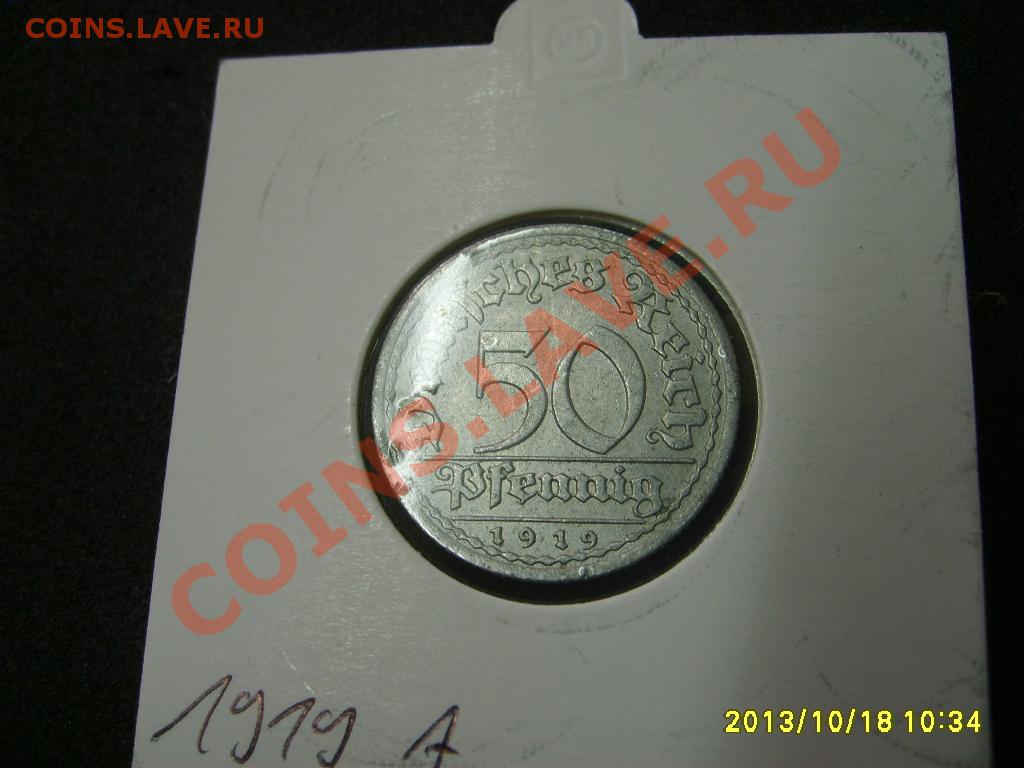 COINS.LAVE.RU
COINS.LAVE.RU
Reich
50
Pfennig
1919
1919 A
2013/10/18 10:34